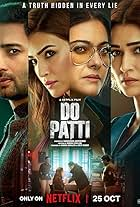 A TRUTH HIDDEN IN EVERY LIE
A NETFLIX FILM
DO
PATTI
ONLY ON NETFLIX 25 OCT